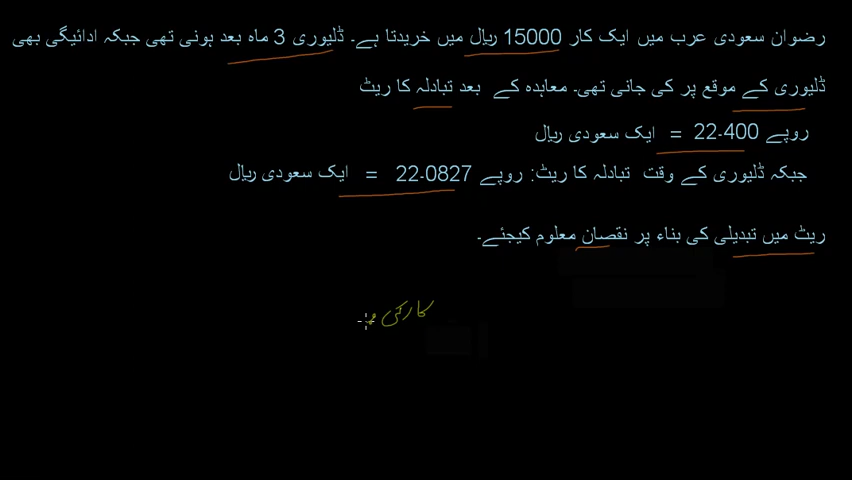 رضوان سعودی عرب میں ایک کار 15000 ریال میں خریدتا ہے۔ ڈلیوری 3 ماہ بعد ہونی تھی جبکہ ادائیگی بھی
ڈلیوری کے موقع پر کی جانی تھی۔ معاہدہ کے بعد تبادلہ کا ریٹ
روپے 22.400 = ایک سعودی ریال
جبکہ ڈلیوری کے وقت تبادلہ کا ریٹ: روپے 22.0827 = ایک سعودی ریال
ریٹ میں تبدیلی کی بناء پر نقصان معلوم کیجئے۔
کار کی